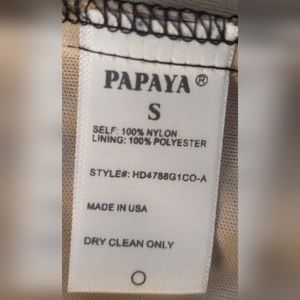 PAPAYA®
S
SELF: 100% NYLON
LINING: 100% POLYESTER
STYLE#: HD4788G1CO-A
MADE IN USA
DRY CLEAN ONLY